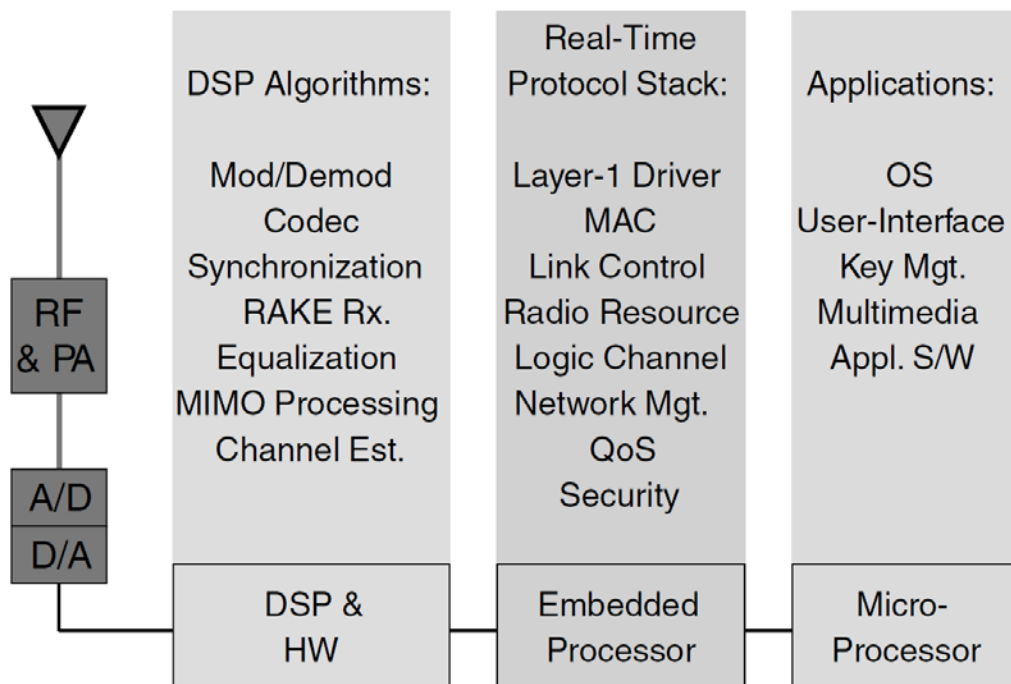 RF
& PA
A/D
D/A
DSP Algorithms:
Mod/Demod
Codec
Synchronization
RAKE Rx.
Equalization
MIMO Processing
Channel Est.
DSP &
HW
Real-Time
Protocol Stack:
Layer-1 Driver
MAC
Link Control
Radio Resource
Logic Channel
Network Mgt.
QoS
Security
Embedded
Processor
Applications:
OS
User-Interface
Key Mgt.
Multimedia
Appl. S/W
Micro-
Processor